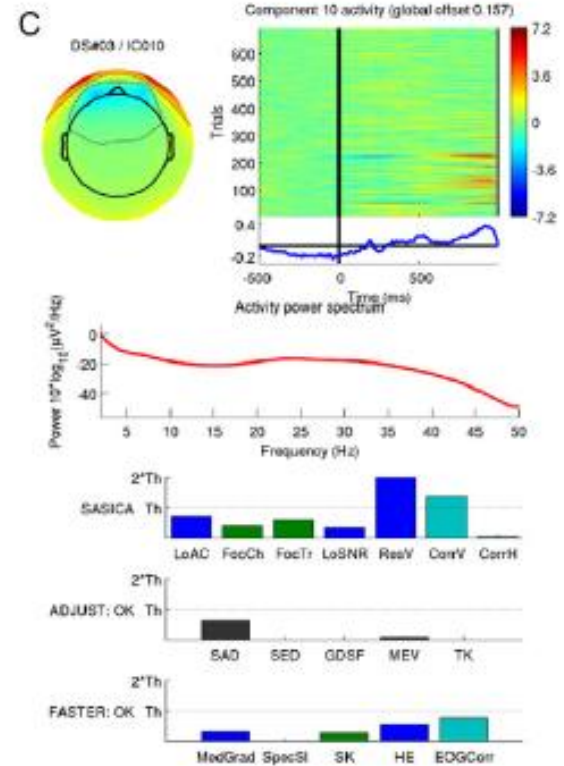 C
Component 10 activity (global offset 0.157)
DS#03 / IC010
Trials
600
500
400
300
200
100
7.2
3.6
0
-3.6
-7.2
0.4
-0.2
-500 0 500
Time (ms)
Activity power spectrum
Power 10*log₁₀(µV²/Hz)
0
-20
-40
5 10 15 20 25 30 35 40 45 50
Frequency (Hz)
2*Th
SASICA Th
LoAC FocCh FocTr LoSNR ResV CorrV CorrH
2*Th
ADJUST: OK Th
SAD SED GDSF MEV TK
2*Th
FASTER: OK Th
MedGrad SpecSl SK HE EOGCorr